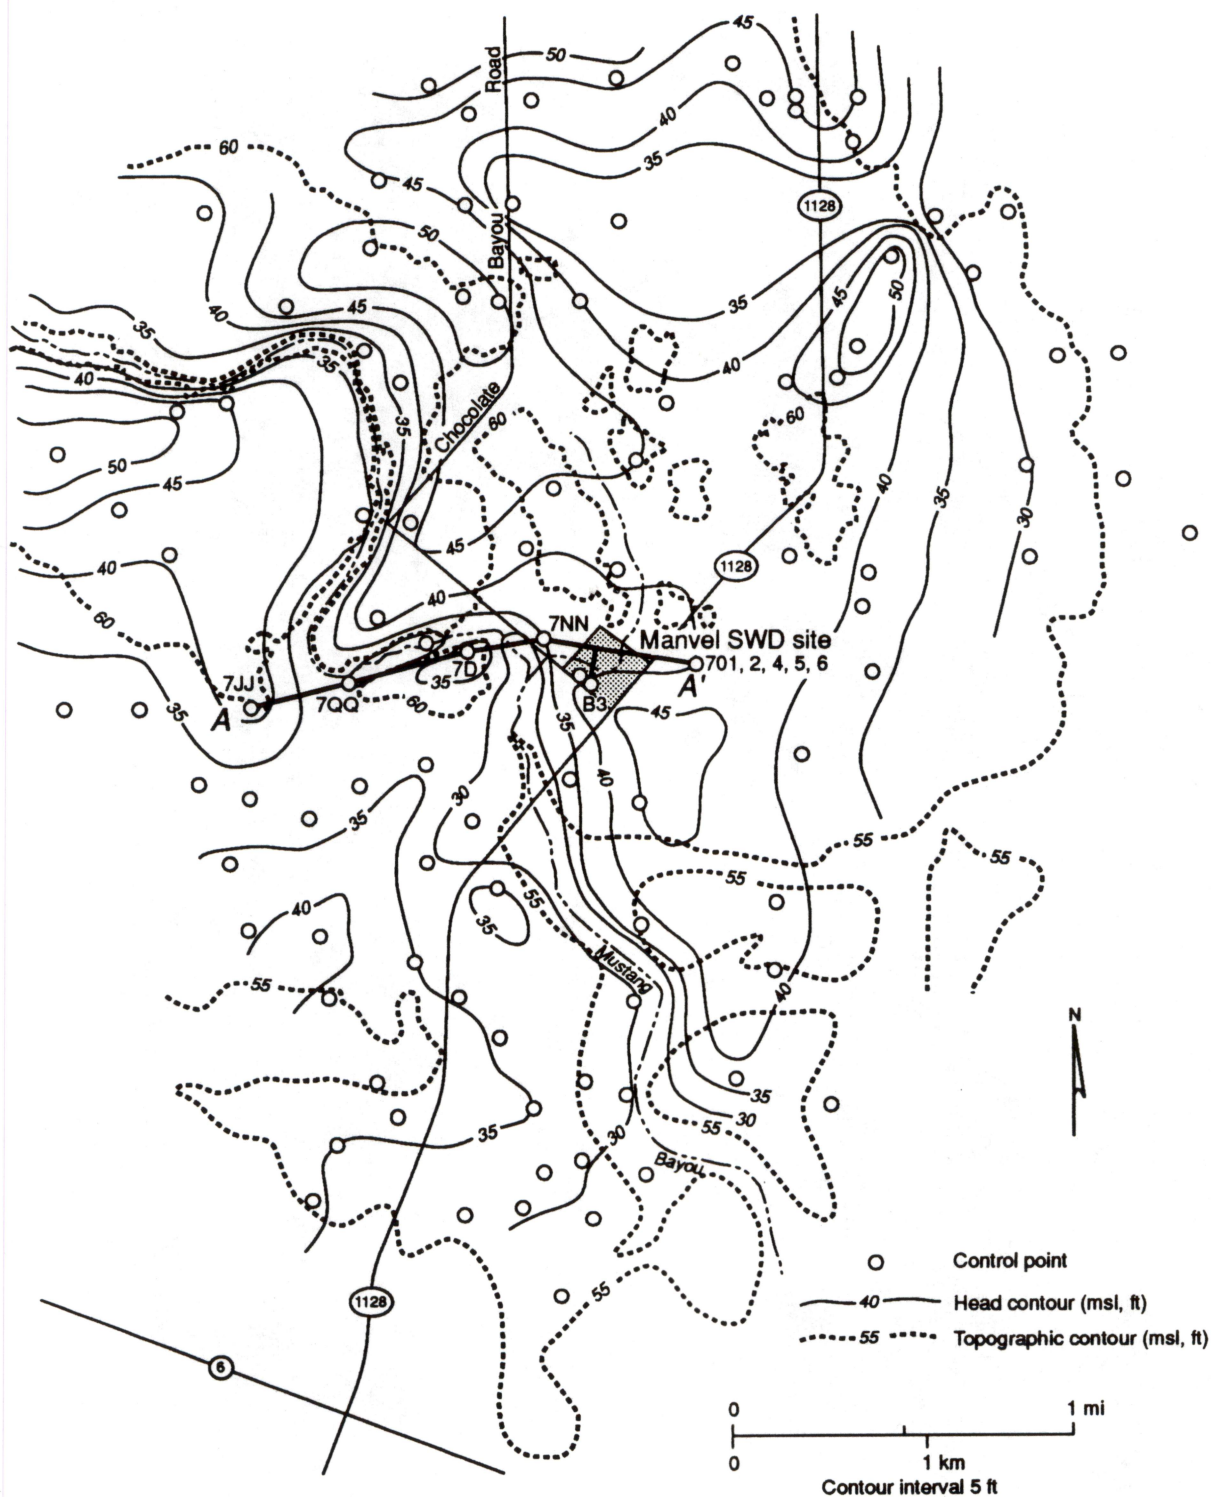 45
50
Road
40
35
60
1128
45
Bayou
50
35
40
45
45
50
35
35
40
40
60
Chocolate
60
35
50
45
40
35
30
45
1128
40
60
40
7NN
Manvel SWD site
7D
701, 2, 4, 5, 6
7JJ
35
A'
7QQ
60
B3
A
35
45
35
40
30
35
55
55
55
55
40
35
Mustang
55
40
N
35
30
55
35
30
Bayou
Control point
55
1128
40 Head contour (msl, ft)
55 Topographic contour (msl, ft)
6
0 1 mi
0 1 km
Contour interval 5 ft